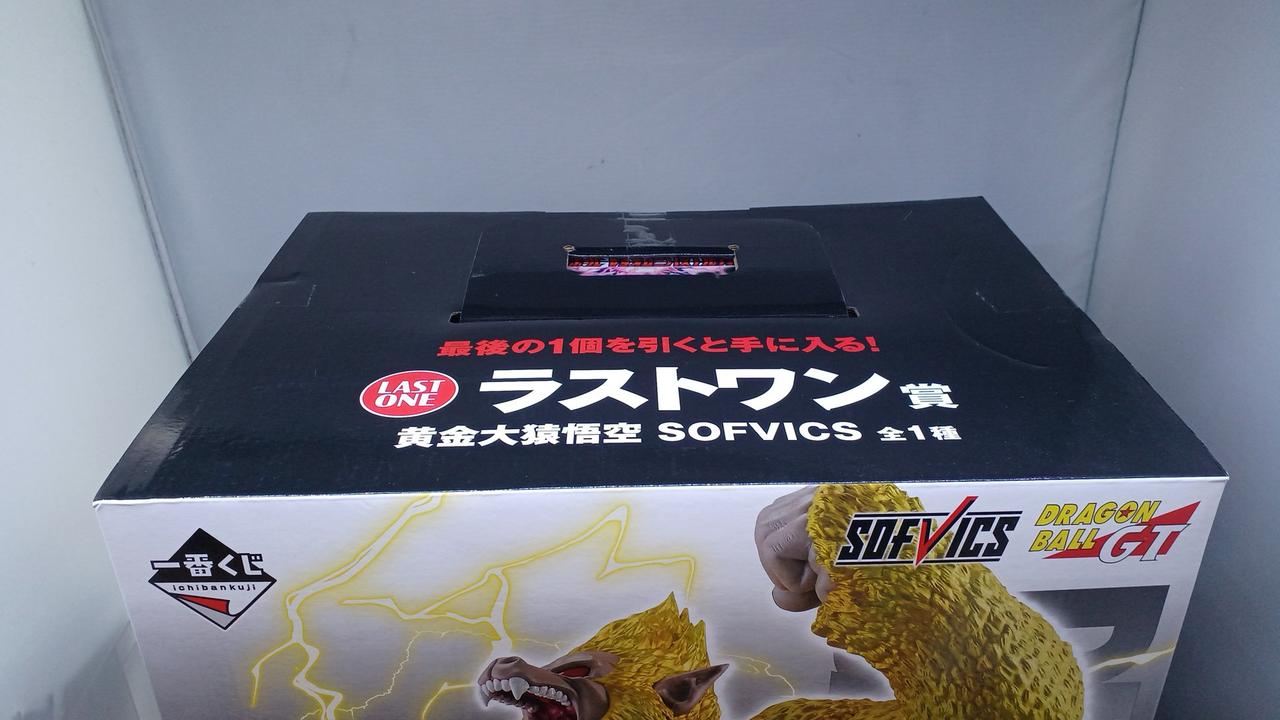 最後の1個を引くと手に入る!
LAST ONE ラストワン賞
黄金大猿悟空 SOFVICS 全1種
一番くじ
ichibankuji
SOFVICS
DRAGON BALL GT